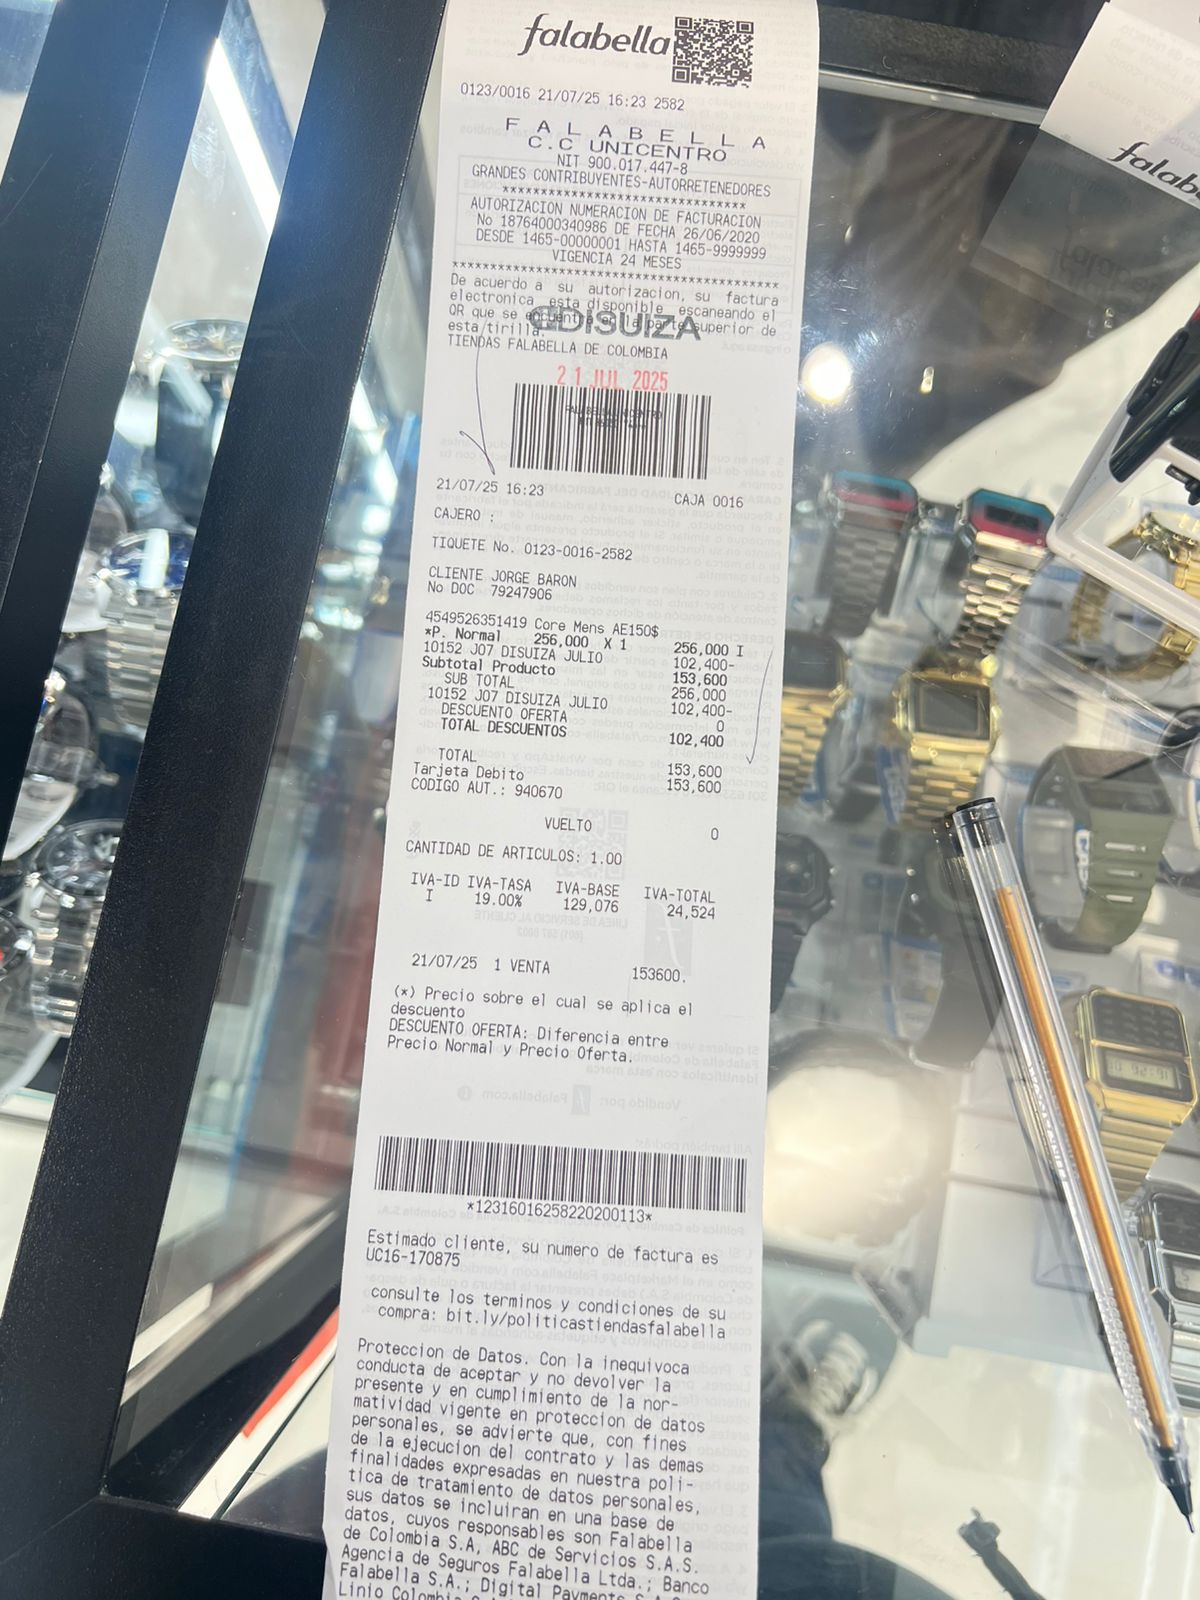 falabella
0123/0016 21/07/25 16:23 2582
F A L A B E L L A
C.C UNICENTRO
NIT 900.017.447-8
GRANDES CONTRIBUYENTES-AUTORRETENEDORES
AUTORIZACION NUMERACION DE FACTURACION
No 18764000340986 DE FECHA 26/06/2020
DESDE 1465-00000001 HASTA 1465-9999999
VIGENCIA 24 MESES
De acuerdo a su autorizacion, su factura
electronica esta disponible escaneando el
QR que se encuentra en la parte superior de
esta tirilla.
DISUIZA
TIENDAS FALABELLA DE COLOMBIA
21 JUL 2025
21/07/25 16:23 CAJA 0016
CAJERO :
TIQUETE No. 0123-0016-2582
CLIENTE JORGE BARON
No DOC 79247906
4549526351419 Core Mens AE150$
*P. Normal 256,000 X 1 256,000 I
10152 J07 DISUIZA JULIO 102,400-
Subtotal Producto 153,600
SUB TOTAL 256,000
10152 J07 DISUIZA JULIO 102,400-
DESCUENTO OFERTA 0
TOTAL DESCUENTOS 102,400
TOTAL 153,600
Tarjeta Debito 153,600
CODIGO AUT.: 940670
VUELTO 0
CANTIDAD DE ARTICULOS: 1.00
IVA-ID IVA-TASA IVA-BASE IVA-TOTAL
I 19.00% 129,076 24,524
21/07/25 1 VENTA 153600.
(*) Precio sobre el cual se aplica el
descuento
DESCUENTO OFERTA: Diferencia entre
Precio Normal y Precio Oferta.
*12316016258220200113*
Estimado cliente, su numero de factura es
UC16-170875
consulte los terminos y condiciones de su
compra: bit.ly/politicastiendasfalabella
Proteccion de Datos. Con la inequivoca
conducta de aceptar y no devolver la
presente y en cumplimiento de la nor-
matividad vigente en proteccion de datos
personales, se advierte que, con fines
de la ejecucion del contrato y las demas
finalidades expresadas en nuestra poli-
tica de tratamiento de datos personales,
sus datos se incluiran en una base de
datos, cuyos responsables son Falabella
de Colombia S.A, ABC de Servicios S.A.S.
Agencia de Seguros Falabella Ltda.; Banco
Falabella S.A.; Digital Payments
Linio
falab